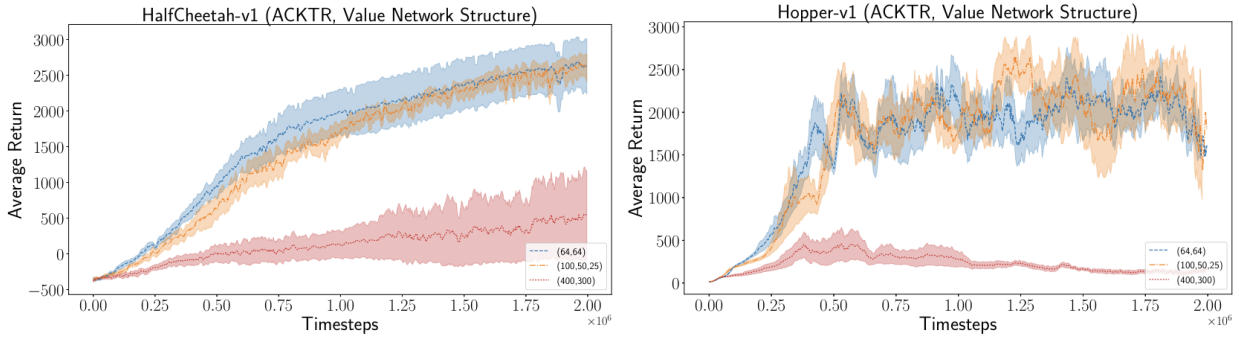 HalfCheetah-v1 (ACKTR, Value Network Structure)
3000
2500
2000
1500
1000
500
0
−500
Average Return
0.00 0.25 0.50 0.75 1.00 1.25 1.50 1.75 2.00
×10⁶
Timesteps
(64,64)
(100,50,25)
(400,300)
Hopper-v1 (ACKTR, Value Network Structure)
3000
2500
2000
1500
1000
500
0
Average Return
0.00 0.25 0.50 0.75 1.00 1.25 1.50 1.75 2.00
×10⁶
Timesteps
(64,64)
(100,50,25)
(400,300)